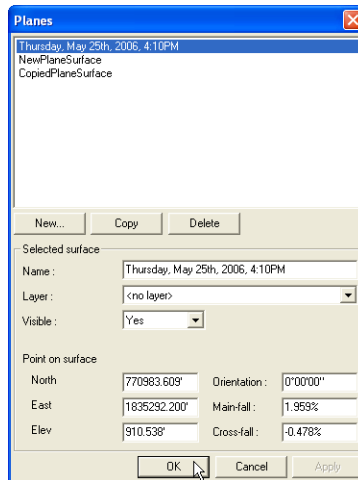 Planes
Thursday, May 25th, 2006, 4:10PM
NewPlaneSurface
CopiedPlaneSurface
New... Copy Delete
Selected surface
Name : Thursday, May 25th, 2006, 4:10PM
Layer : <no layer>
Visible : Yes
Point on surface
North 770983.609' Orientation : 0°00'00"
East 1835292.200' Main-fall : 1.959%
Elev 910.538' Cross-fall : -0.478%
OK Cancel Apply